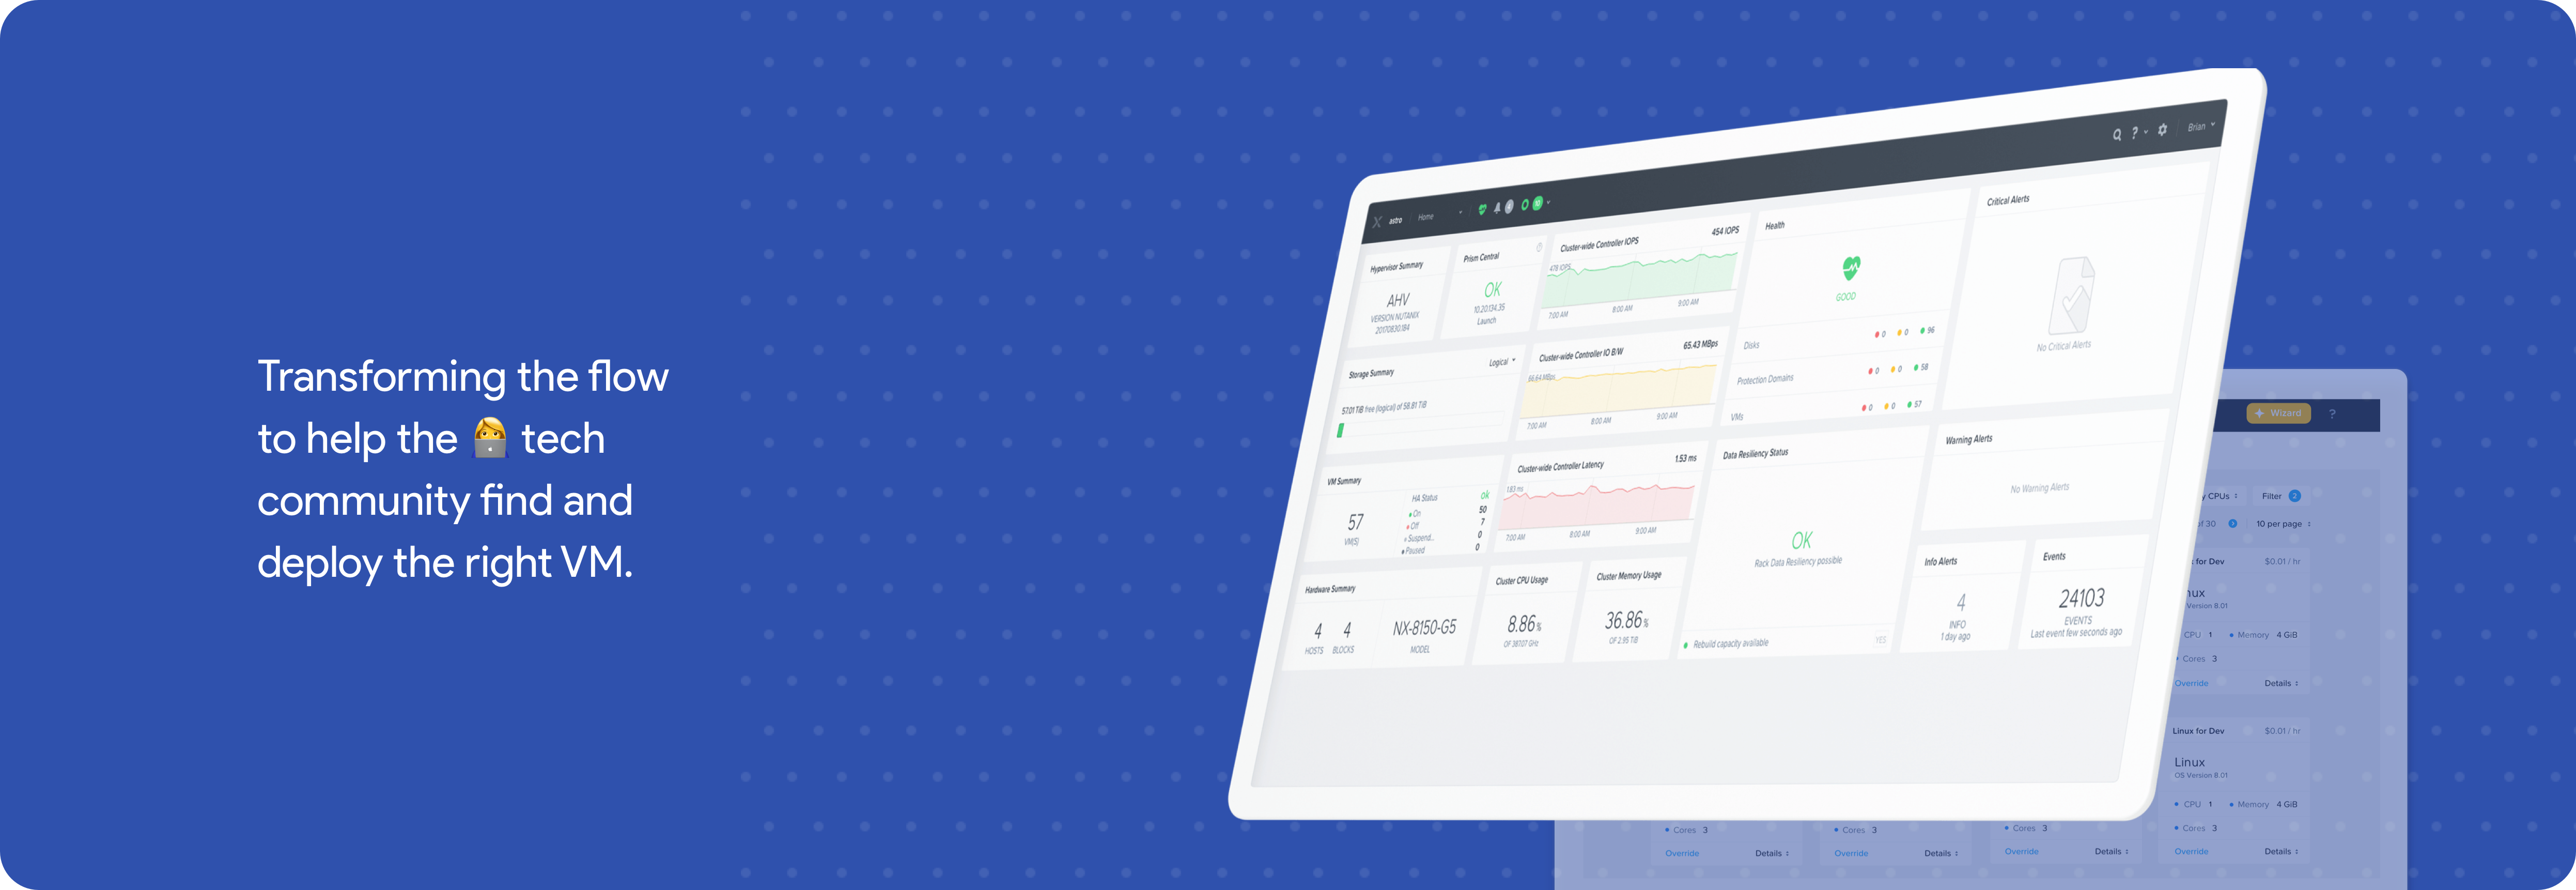 Transforming the flow
to help the 👩‍💻 tech
community find and
deploy the right VM.
astro Home
4
10
? Brian
Hypervisor Summary
AHV
VERSION NUTANIX
20170830.184
Prism Central
OK
10.20.134.35
Launch
Cluster-wide Controller IOPS 454 IOPS
478 IOPS
7:00 AM 8:00 AM 9:00 AM
Health
GOOD
Disks 0 0 96
Protection Domains 0 0 58
VMs 0 0 57
Critical Alerts
No Critical Alerts
Storage Summary Logical
57.01 TiB free (logical) of 58.81 TiB
Cluster-wide Controller IO B/W 65.43 MBps
66.64 MBps
7:00 AM 8:00 AM 9:00 AM
VM Summary
57
VM(S)
HA Status ok
On 50
Off 7
Suspend... 0
Paused 0
Cluster-wide Controller Latency 1.53 ms
1.83 ms
7:00 AM 8:00 AM 9:00 AM
Data Resiliency Status
OK
Rack Data Resiliency possible
Rebuild capacity available YES
Warning Alerts
No Warning Alerts
Hardware Summary
4 4 NX-8150-G5
HOSTS BLOCKS MODEL
Cluster CPU Usage
8.86%
OF 387.07 GHz
Cluster Memory Usage
36.86%
OF 2.95 TiB
Info Alerts
4
INFO
1 day ago
Events
24103
EVENTS
Last event few seconds ago
Wizard ?
CPUs Filter 2
of 30 10 per page
for Dev $0.01 / hr
Version 8.01
CPU 1 Memory 4 GiB
Cores 3
Override Details
Linux for Dev $0.01 / hr
Linux
OS Version 8.01
CPU 1 Memory 4 GiB
Cores 3 Cores 3 Cores 3 Cores 3
Override Details Override Details Override Details Override Details